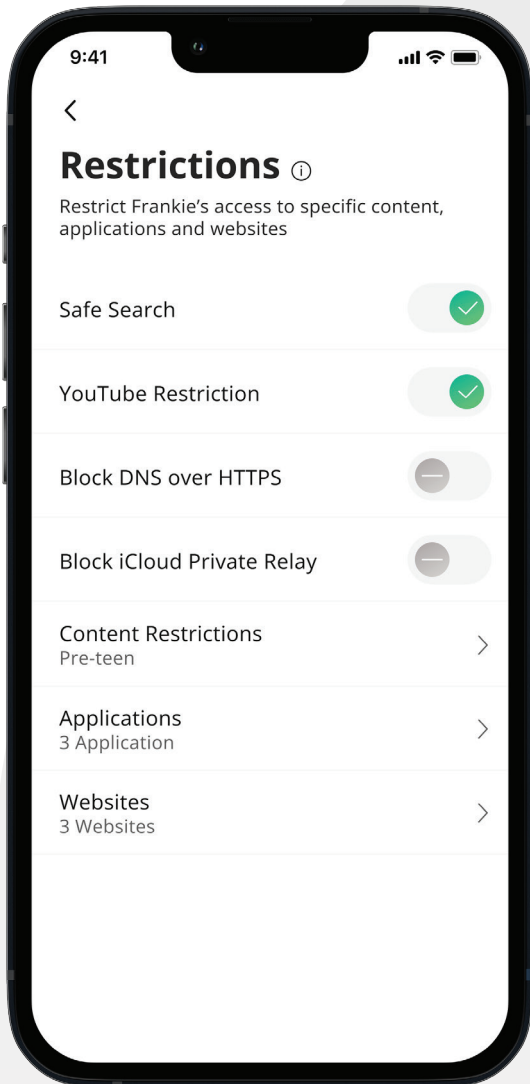 9:41
Restrictions
Restrict Frankie’s access to specific content,
applications and websites
Safe Search
YouTube Restriction
Block DNS over HTTPS
Block iCloud Private Relay
Content Restrictions
Pre-teen
Applications
3 Application
Websites
3 Websites